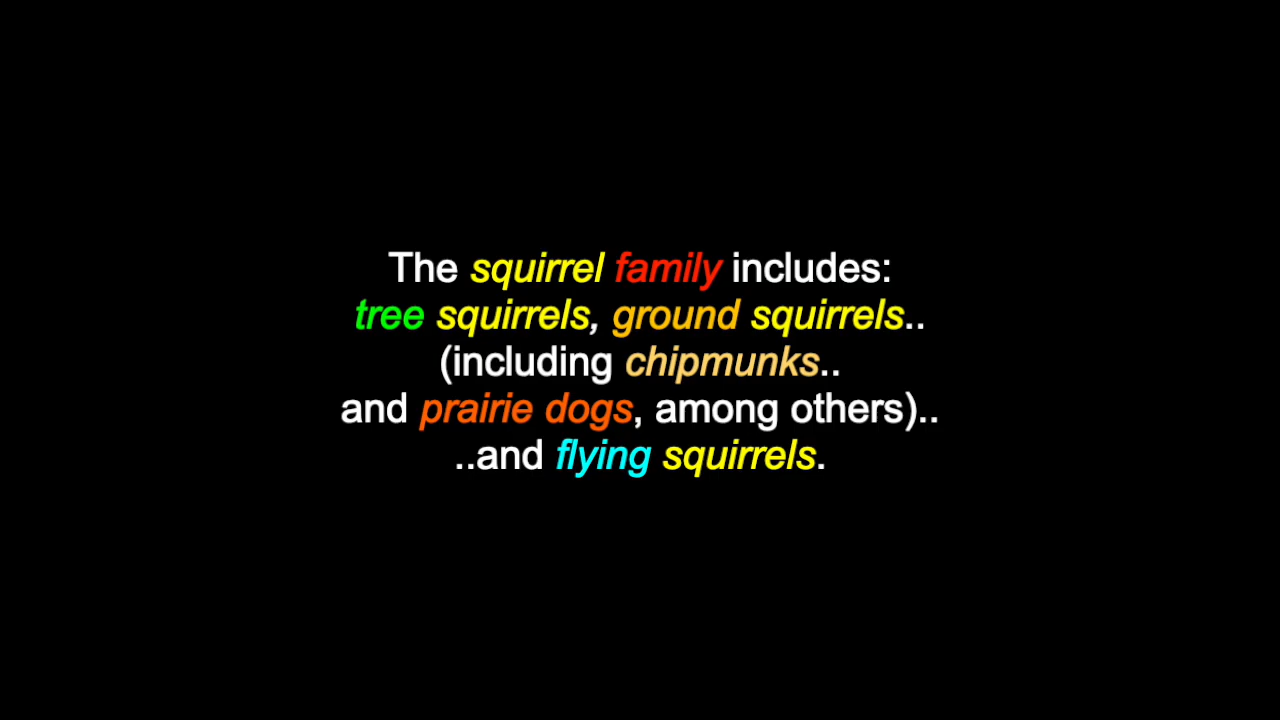 The squirrel family includes:
tree squirrels, ground squirrels..
(including chipmunks..
and prairie dogs, among others)..
..and flying squirrels.